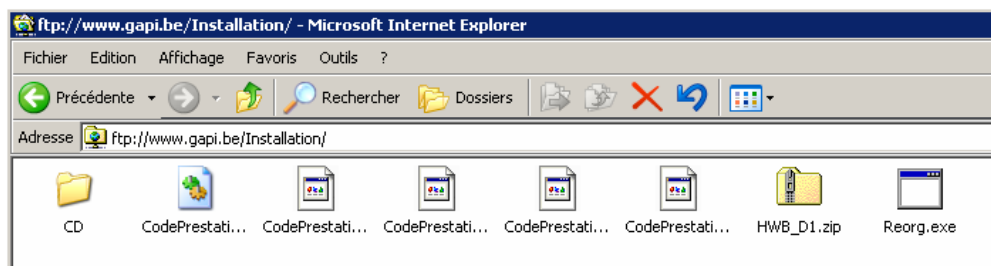 ftp://www.gapi.be/Installation/ - Microsoft Internet Explorer
Fichier Edition Affichage Favoris Outils ?
Précédente Rechercher Dossiers
Adresse ftp://www.gapi.be/Installation/
CD CodePrestati... CodePrestati... CodePrestati... CodePrestati... CodePrestati... HWB_D1.zip Reorg.exe